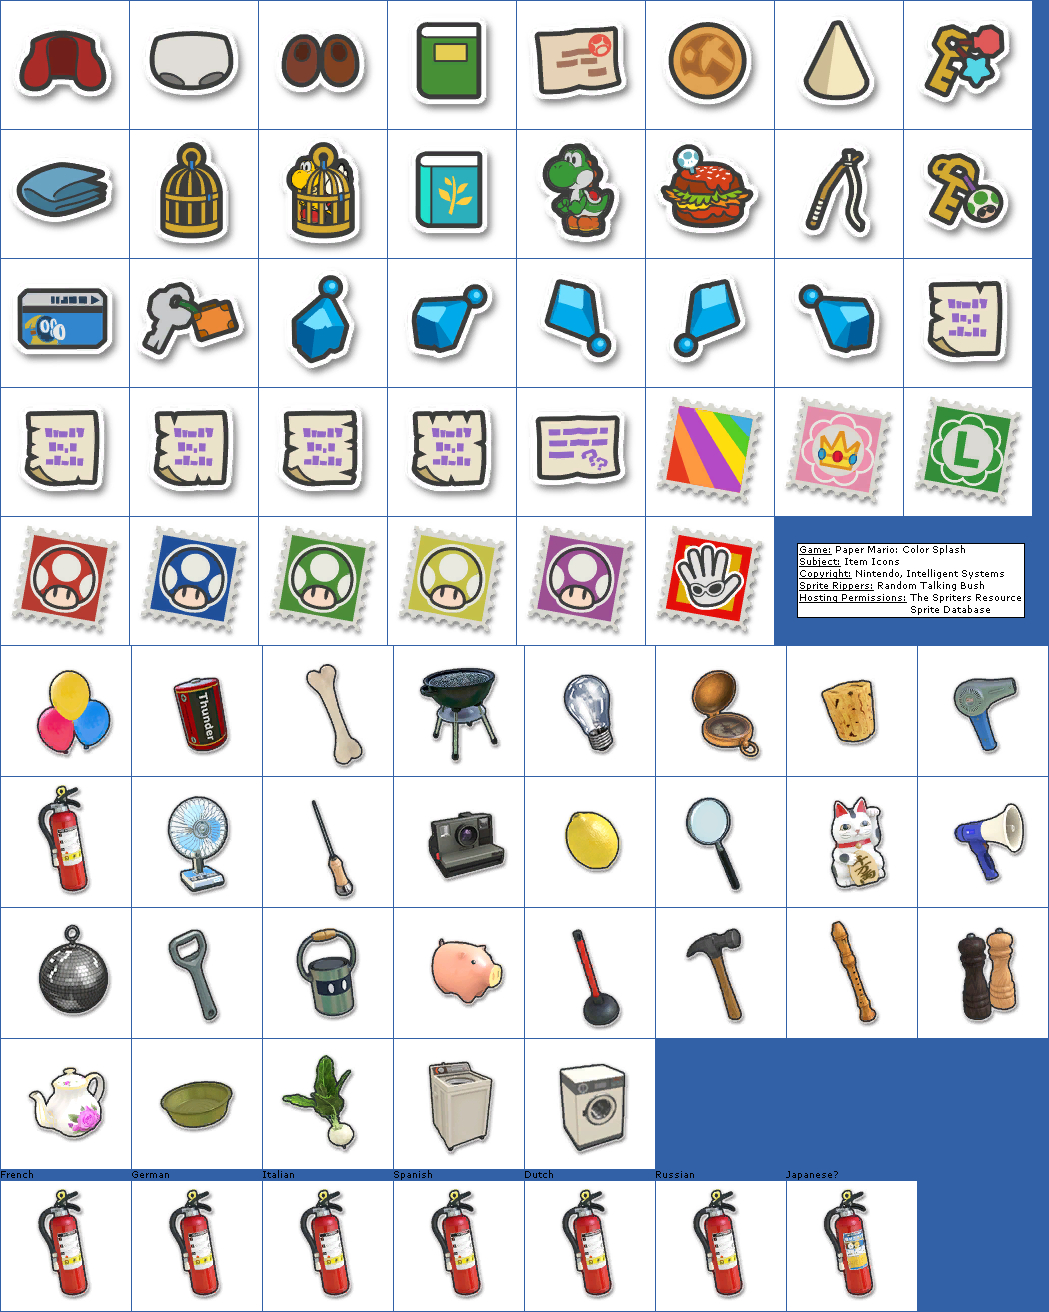 L
Game: Paper Mario: Color Splash
Subject: Item Icons
Copyright: Nintendo, Intelligent Systems
Sprite Rippers: Random Talking Bush
Hosting Permissions: The Spriters Resource
Sprite Database
Thunder
French
German
Italian
Spanish
Dutch
Russian
Japanese?